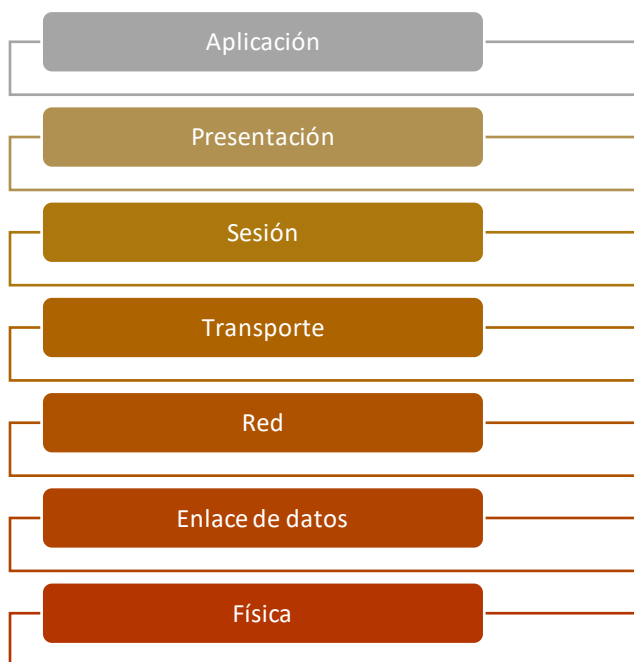 Aplicación
Presentación
Sesión
Transporte
Red
Enlace de datos
Física